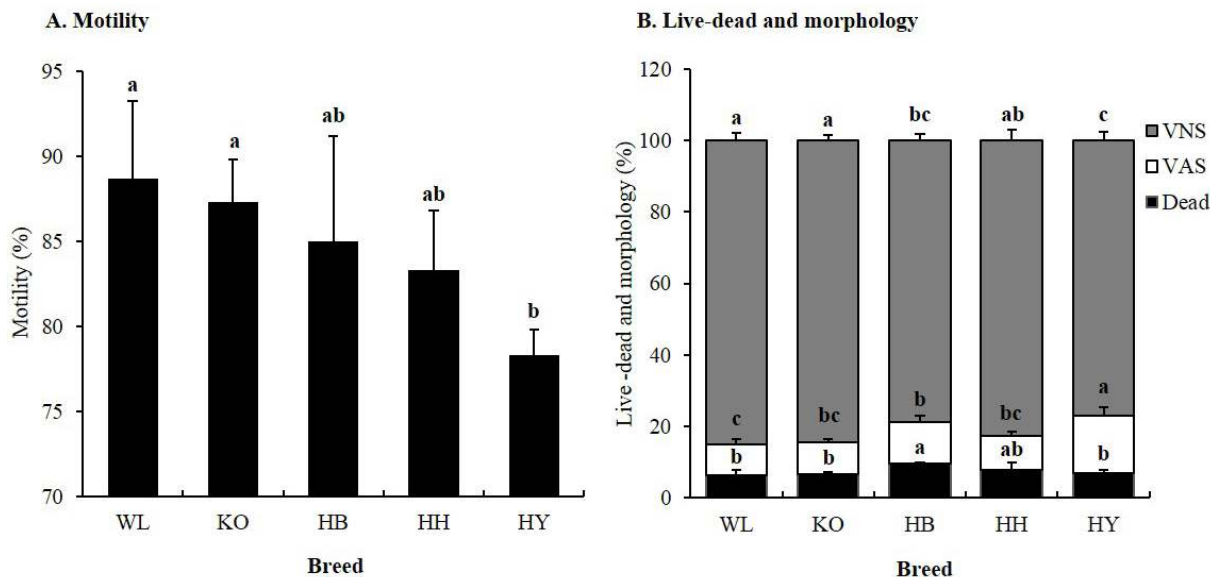 A. Motility
95
90
85
80
75
70
Motility (%)
a
a
ab
ab
b
WL KO HB HH HY
Breed
B. Live-dead and morphology
120
100
80
60
40
20
0
Live -dead and morphology (%)
a a bc ab c
c bc b bc a
b b a ab b
WL KO HB HH HY
Breed
VNS
VAS
Dead